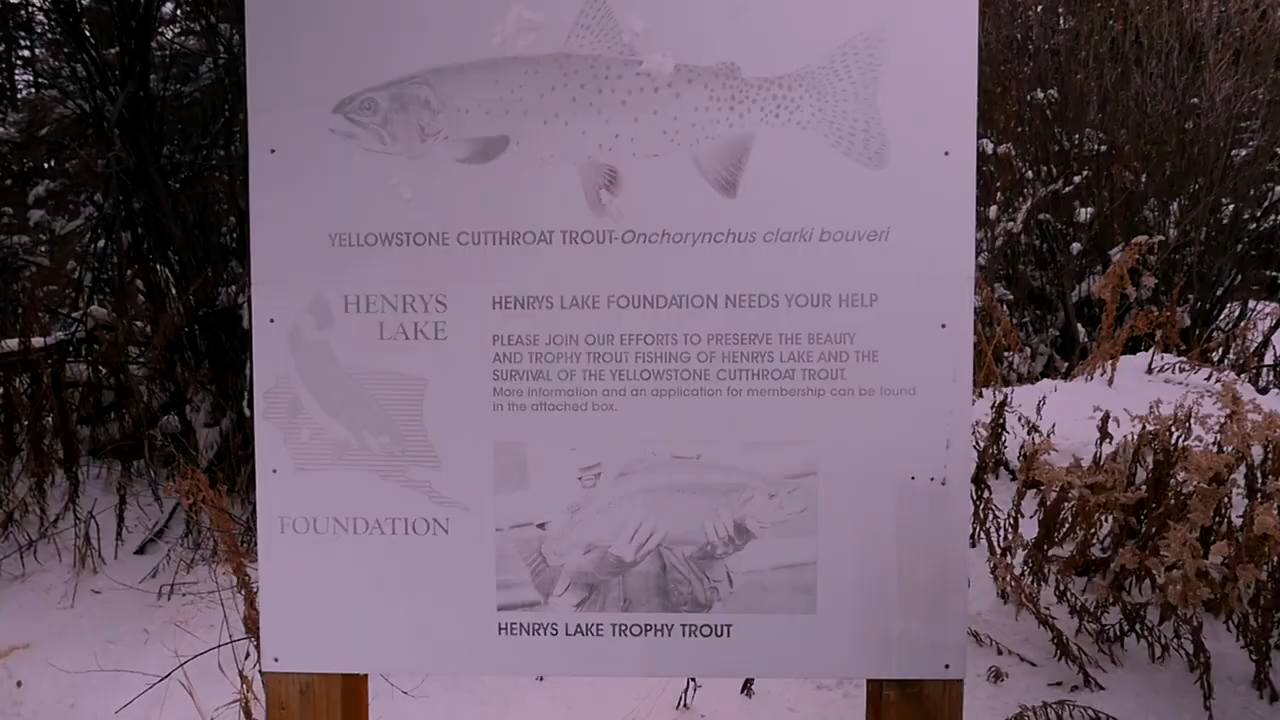 YELLOWSTONE CUTTHROAT TROUT-Onchorynchus clarki bouveri
HENRYS
LAKE
FOUNDATION
HENRYS LAKE FOUNDATION NEEDS YOUR HELP
PLEASE JOIN OUR EFFORTS TO PRESERVE THE BEAUTY
AND TROPHY TROUT FISHING OF HENRYS LAKE AND THE
SURVIVAL OF THE YELLOWSTONE CUTTHROAT TROUT.
More information and an application for membership can be found
in the attached box.
HENRYS LAKE TROPHY TROUT